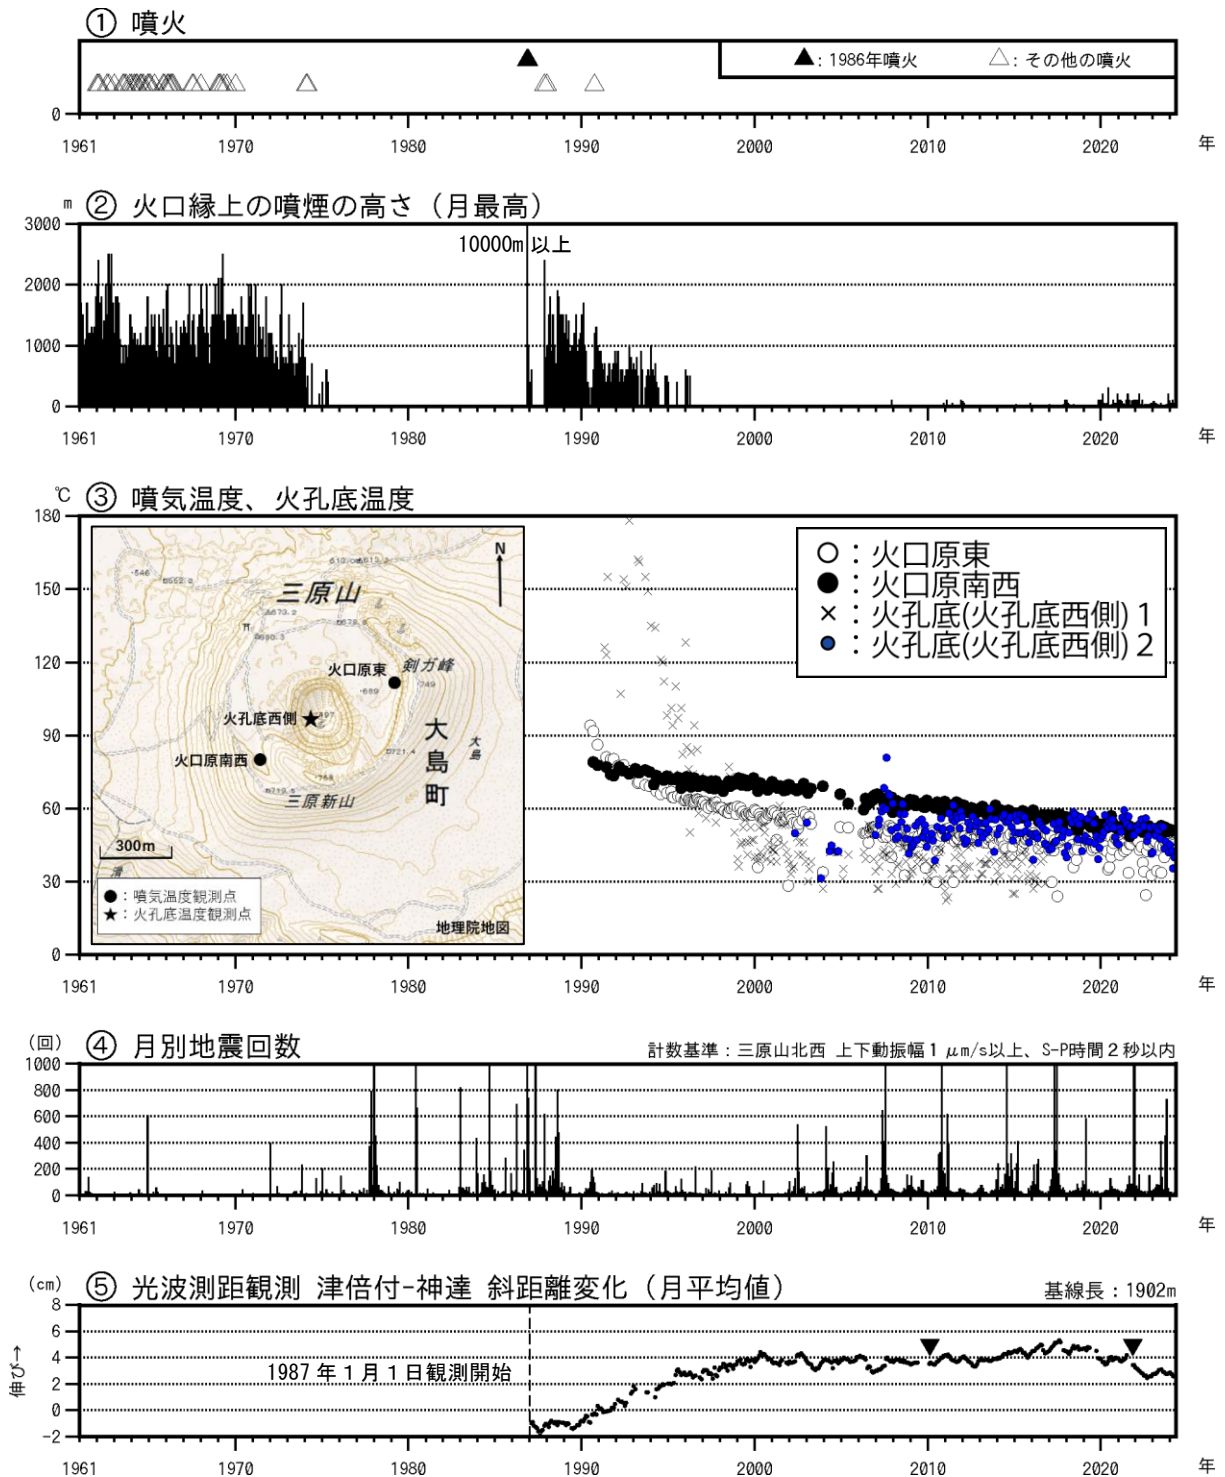 ① 噴火
▲: 1986年噴火 △: その他の噴火
0
1961 1970 1980 1990 2000 2010 2020 年
m ② 火口縁上の噴煙の高さ（月最高）
3000
10000m 以上
2000
1000
0
1961 1970 1980 1990 2000 2010 2020 年
℃ ③ 噴気温度、火孔底温度
180
150
120
90
60
30
0
N
三原山
火口原東
剣ガ峰
火孔底西側
火口原南西
大島町
大島
三原新山
300m
●：噴気温度観測点
★：火孔底温度観測点
地理院地図
○：火口原東
●：火口原南西
×：火孔底(火孔底西側) 1
●：火孔底(火孔底西側) 2
1961 1970 1980 1990 2000 2010 2020 年
(回) ④ 月別地震回数
計数基準：三原山北西 上下動振幅１μm/s以上、S-P時間２秒以内
1000
800
600
400
200
0
1961 1970 1980 1990 2000 2010 2020 年
(cm) ⑤ 光波測距観測 津倍付-神達 斜距離変化（月平均値）
基線長：1902m
8
6
4
2
0
-2
伸び→
1987年１月１日観測開始
1961 1970 1980 1990 2000 2010 2020 年